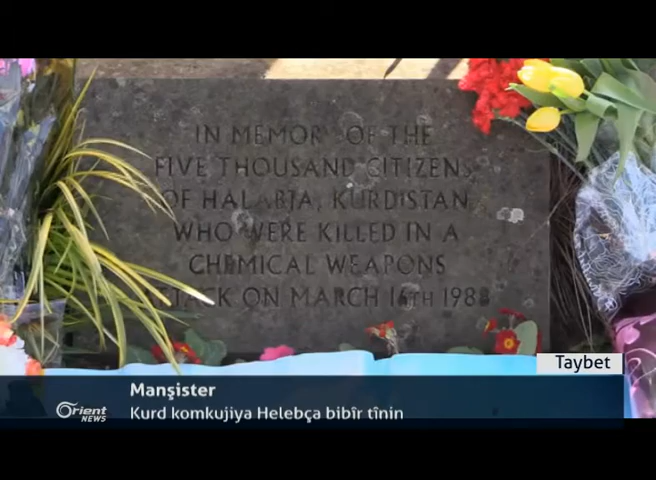 IN MEMORY OF THE
FIVE THOUSAND CITIZENS
OF HALABJA, KURDISTAN
WHO WERE KILLED IN A
CHEMICAL WEAPONS
ATTACK ON MARCH 16TH 1988
Taybet
Manşister
Kurd komkujiya Helebça bibîr tînin
Orient
NEWS